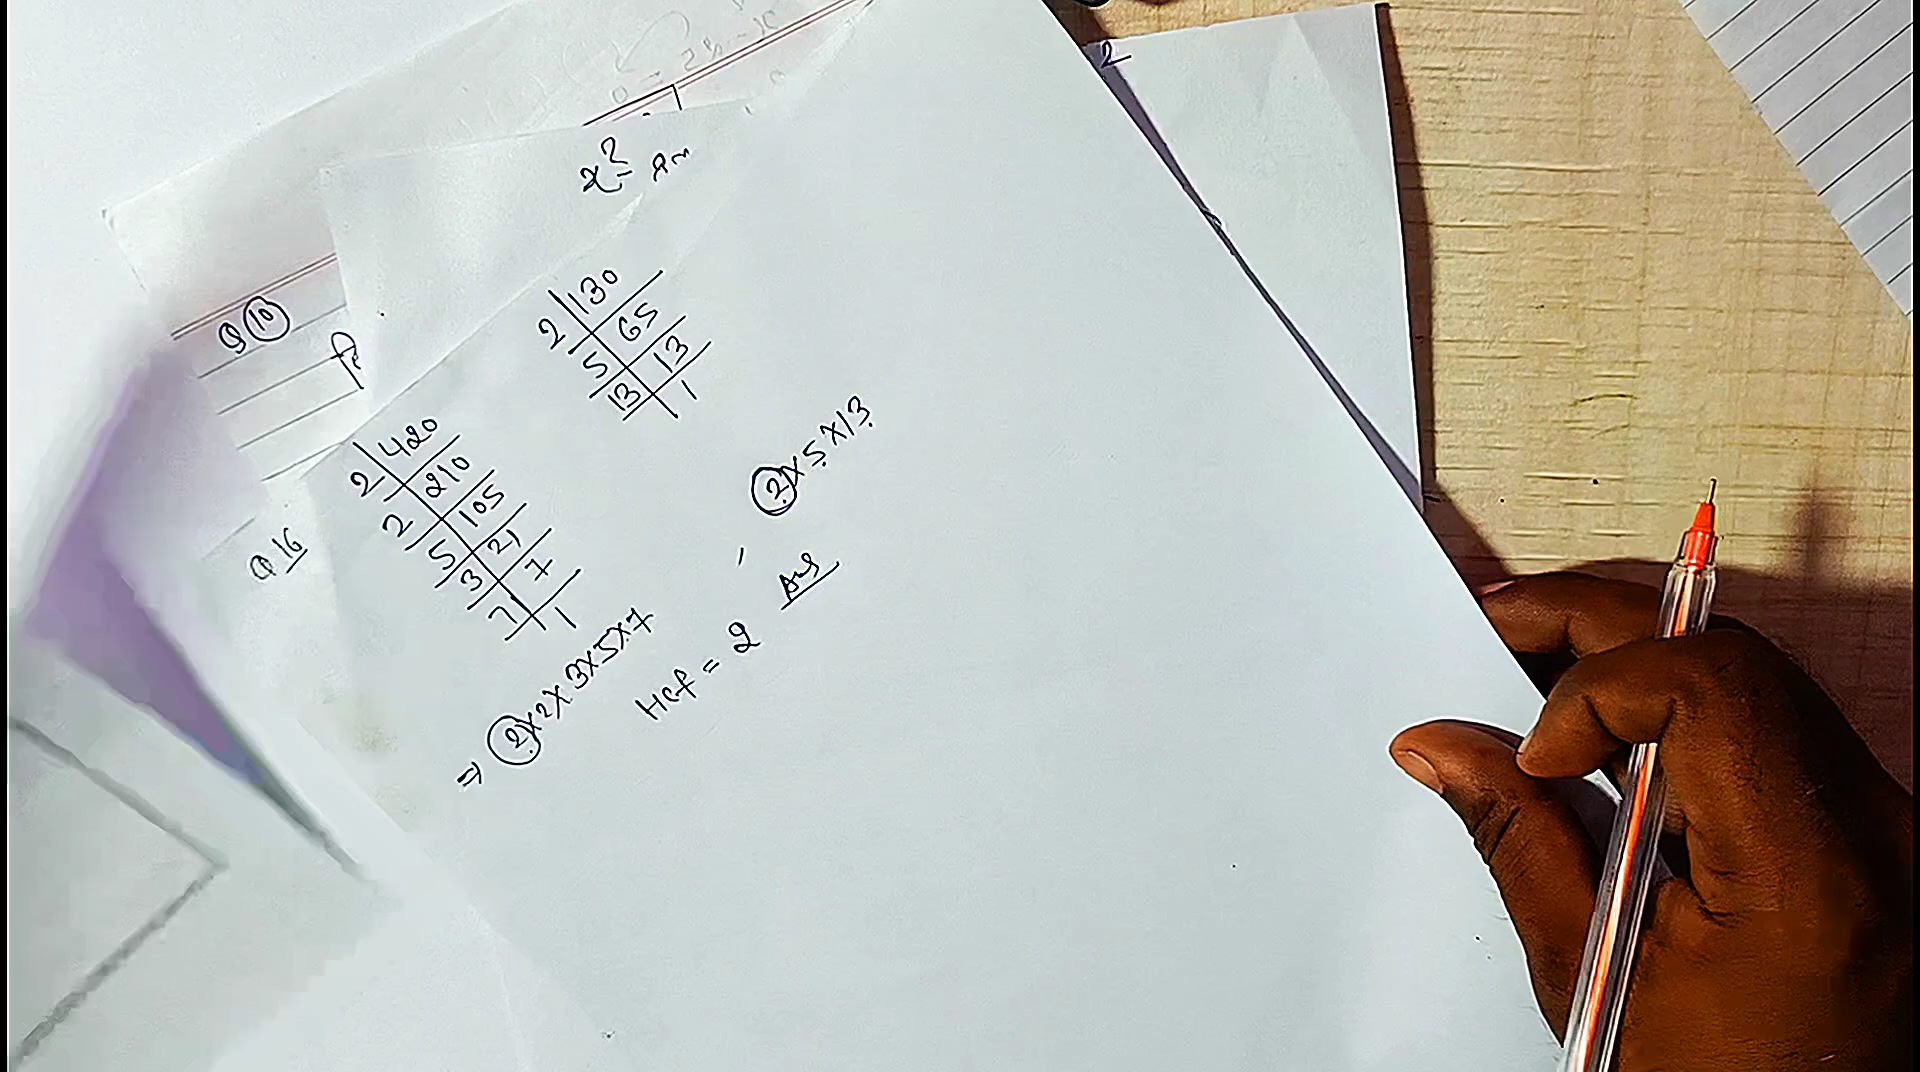 x²=
Q 10
Q 16
2 | 420
2 | 210
5 | 105
3 | 21
7 | 7
1
2 | 130
5 | 65
13 | 13
1
⇒ 2×2×3×5×7 , 2×5×13
Hcf = 2 Ans
2